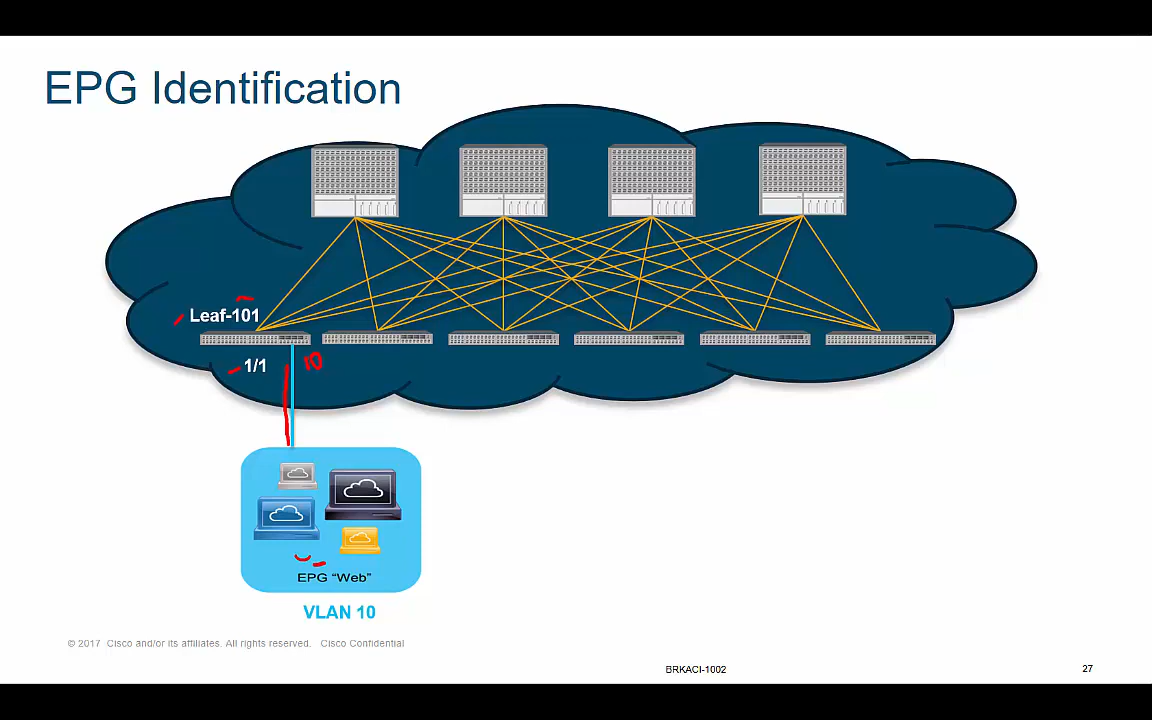 EPG Identification
Leaf-101
1/1
10
EPG "Web"
VLAN 10
© 2017 Cisco and/or its affiliates. All rights reserved. Cisco Confidential
BRKACI-1002
27